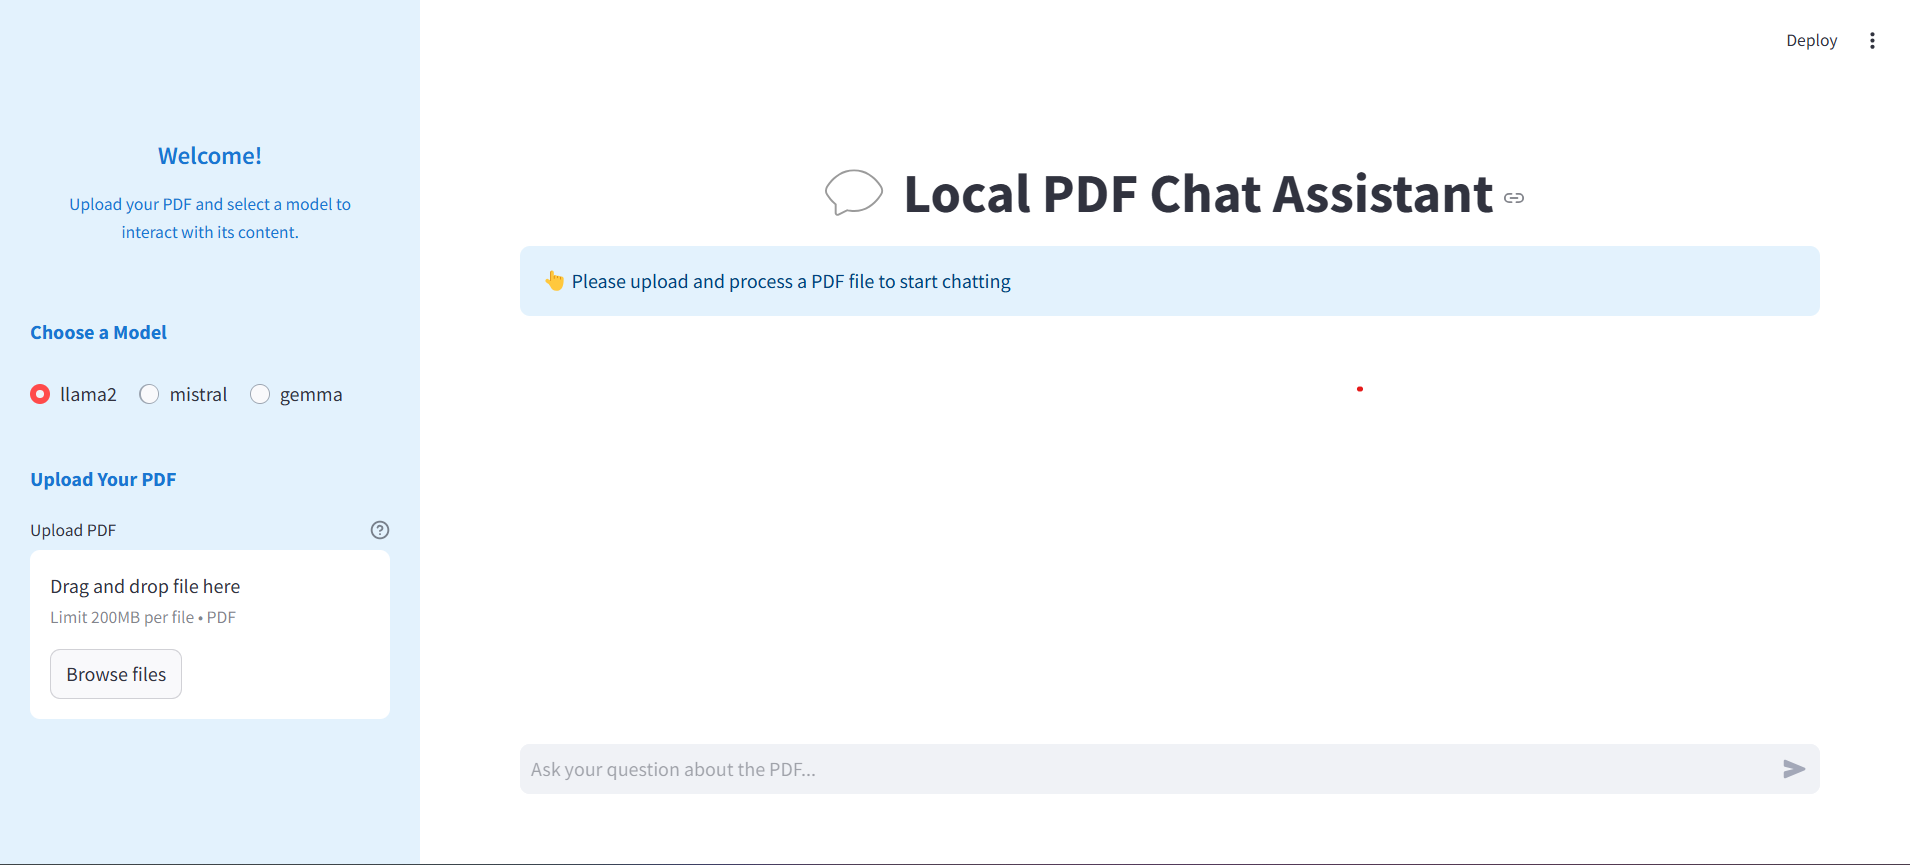 Deploy
Welcome!
Upload your PDF and select a model to
interact with its content.
Choose a Model
llama2 mistral gemma
Upload Your PDF
Upload PDF
Drag and drop file here
Limit 200MB per file • PDF
Browse files
Local PDF Chat Assistant
👆 Please upload and process a PDF file to start chatting
Ask your question about the PDF...